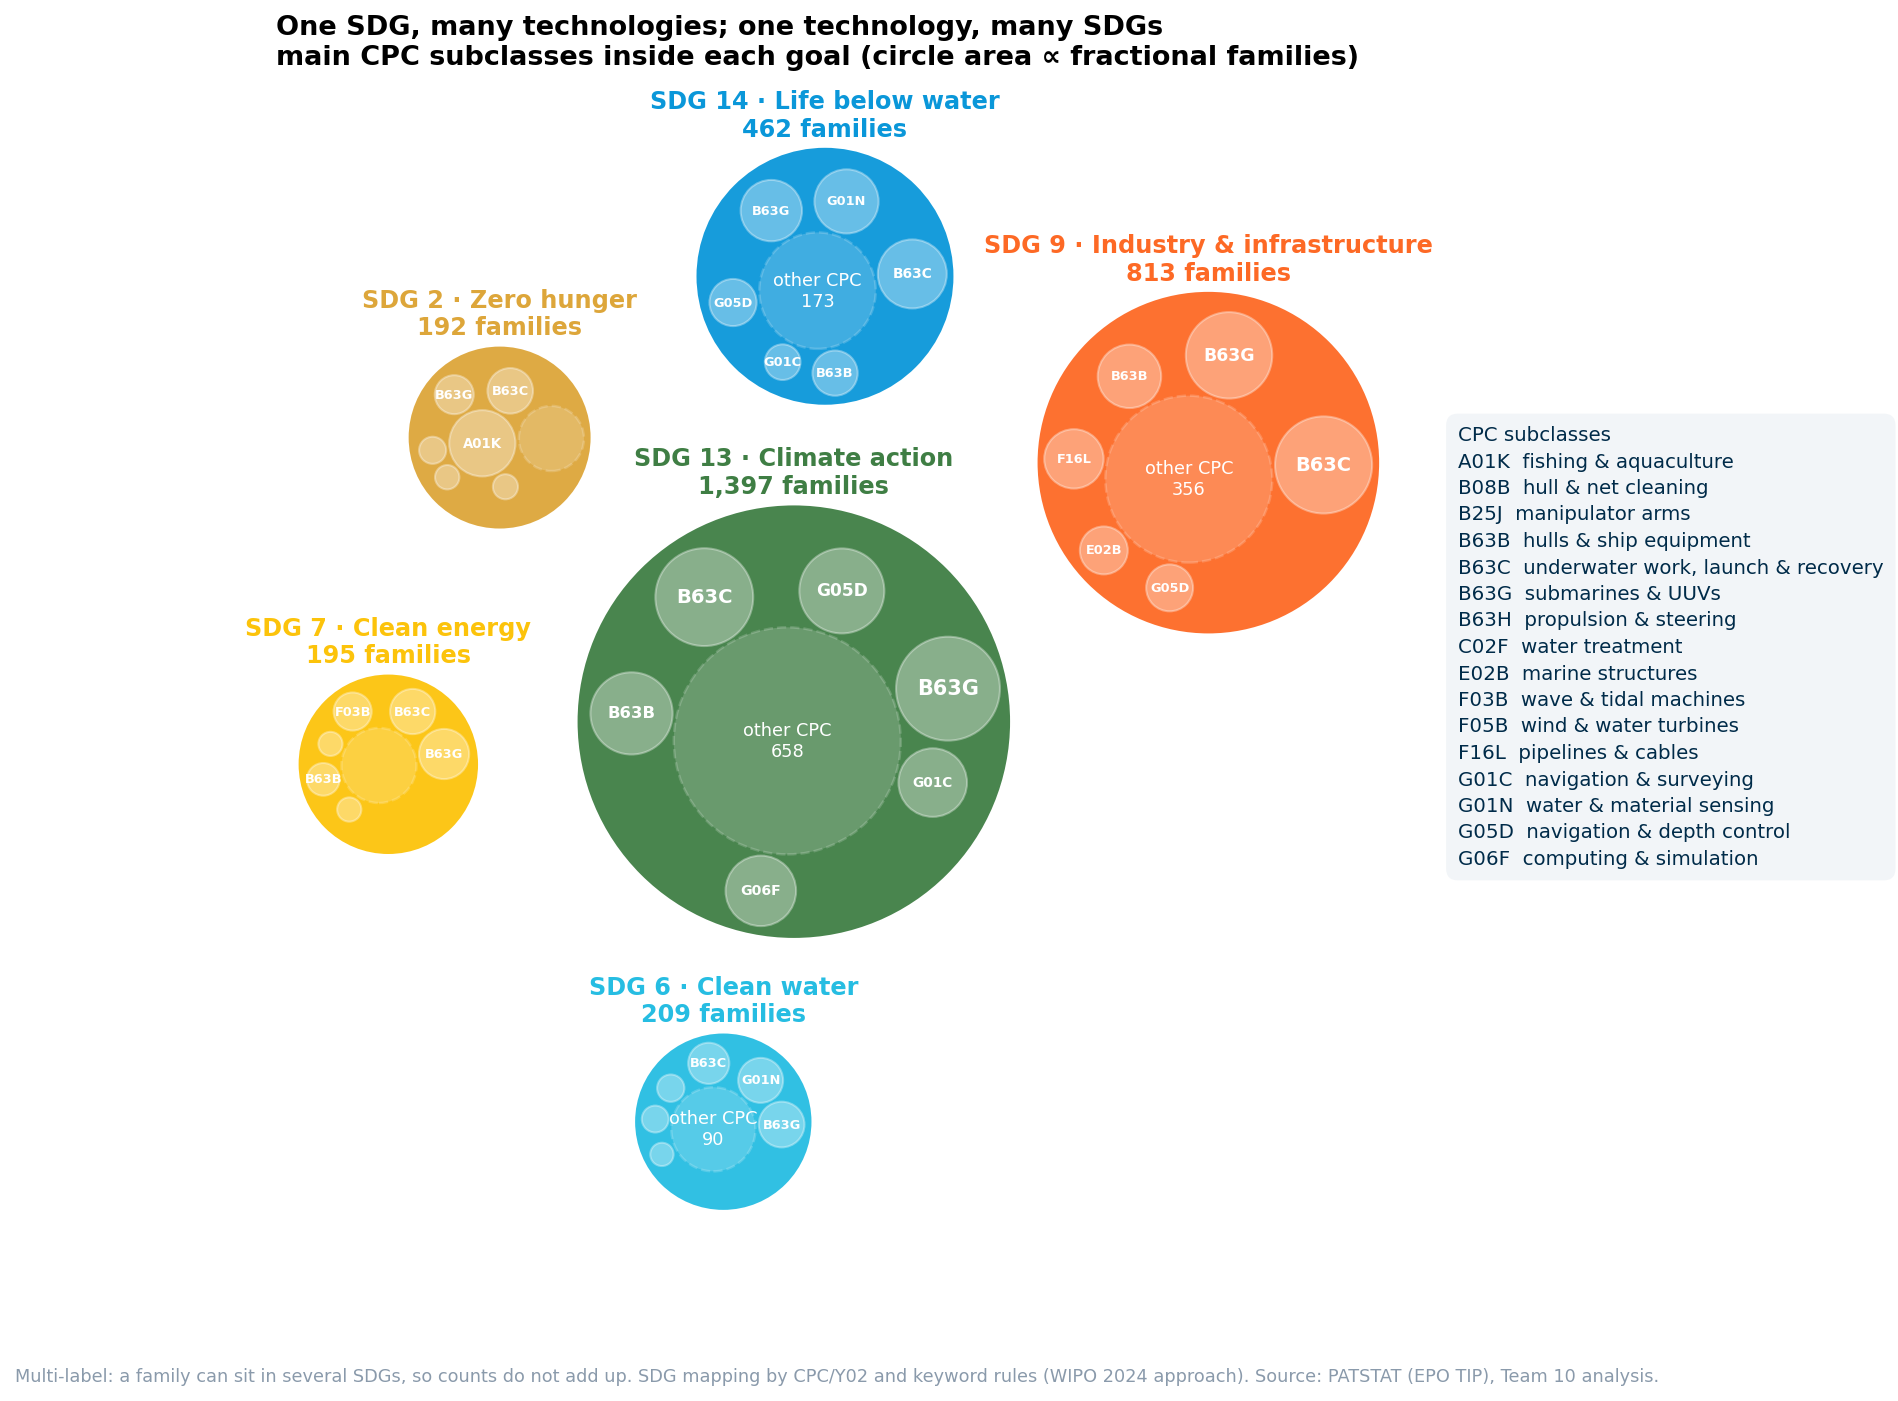 One SDG, many technologies; one technology, many SDGs
main CPC subclasses inside each goal (circle area ∝ fractional families)
SDG 14 · Life below water
462 families
B63G
G01N
B63C
other CPC
173
G05D
G01C
B63B
SDG 9 · Industry & infrastructure
813 families
B63G
B63B
F16L
B63C
other CPC
356
E02B
G05D
SDG 2 · Zero hunger
192 families
B63G
B63C
A01K
SDG 13 · Climate action
1,397 families
B63C
G05D
B63G
B63B
other CPC
658
G01C
G06F
SDG 7 · Clean energy
195 families
F03B
B63C
B63G
B63B
SDG 6 · Clean water
209 families
B63C
G01N
other CPC
90
B63G
CPC subclasses
A01K fishing & aquaculture
B08B hull & net cleaning
B25J manipulator arms
B63B hulls & ship equipment
B63C underwater work, launch & recovery
B63G submarines & UUVs
B63H propulsion & steering
C02F water treatment
E02B marine structures
F03B wave & tidal machines
F05B wind & water turbines
F16L pipelines & cables
G01C navigation & surveying
G01N water & material sensing
G05D navigation & depth control
G06F computing & simulation
Multi-label: a family can sit in several SDGs, so counts do not add up. SDG mapping by CPC/Y02 and keyword rules (WIPO 2024 approach). Source: PATSTAT (EPO TIP), Team 10 analysis.